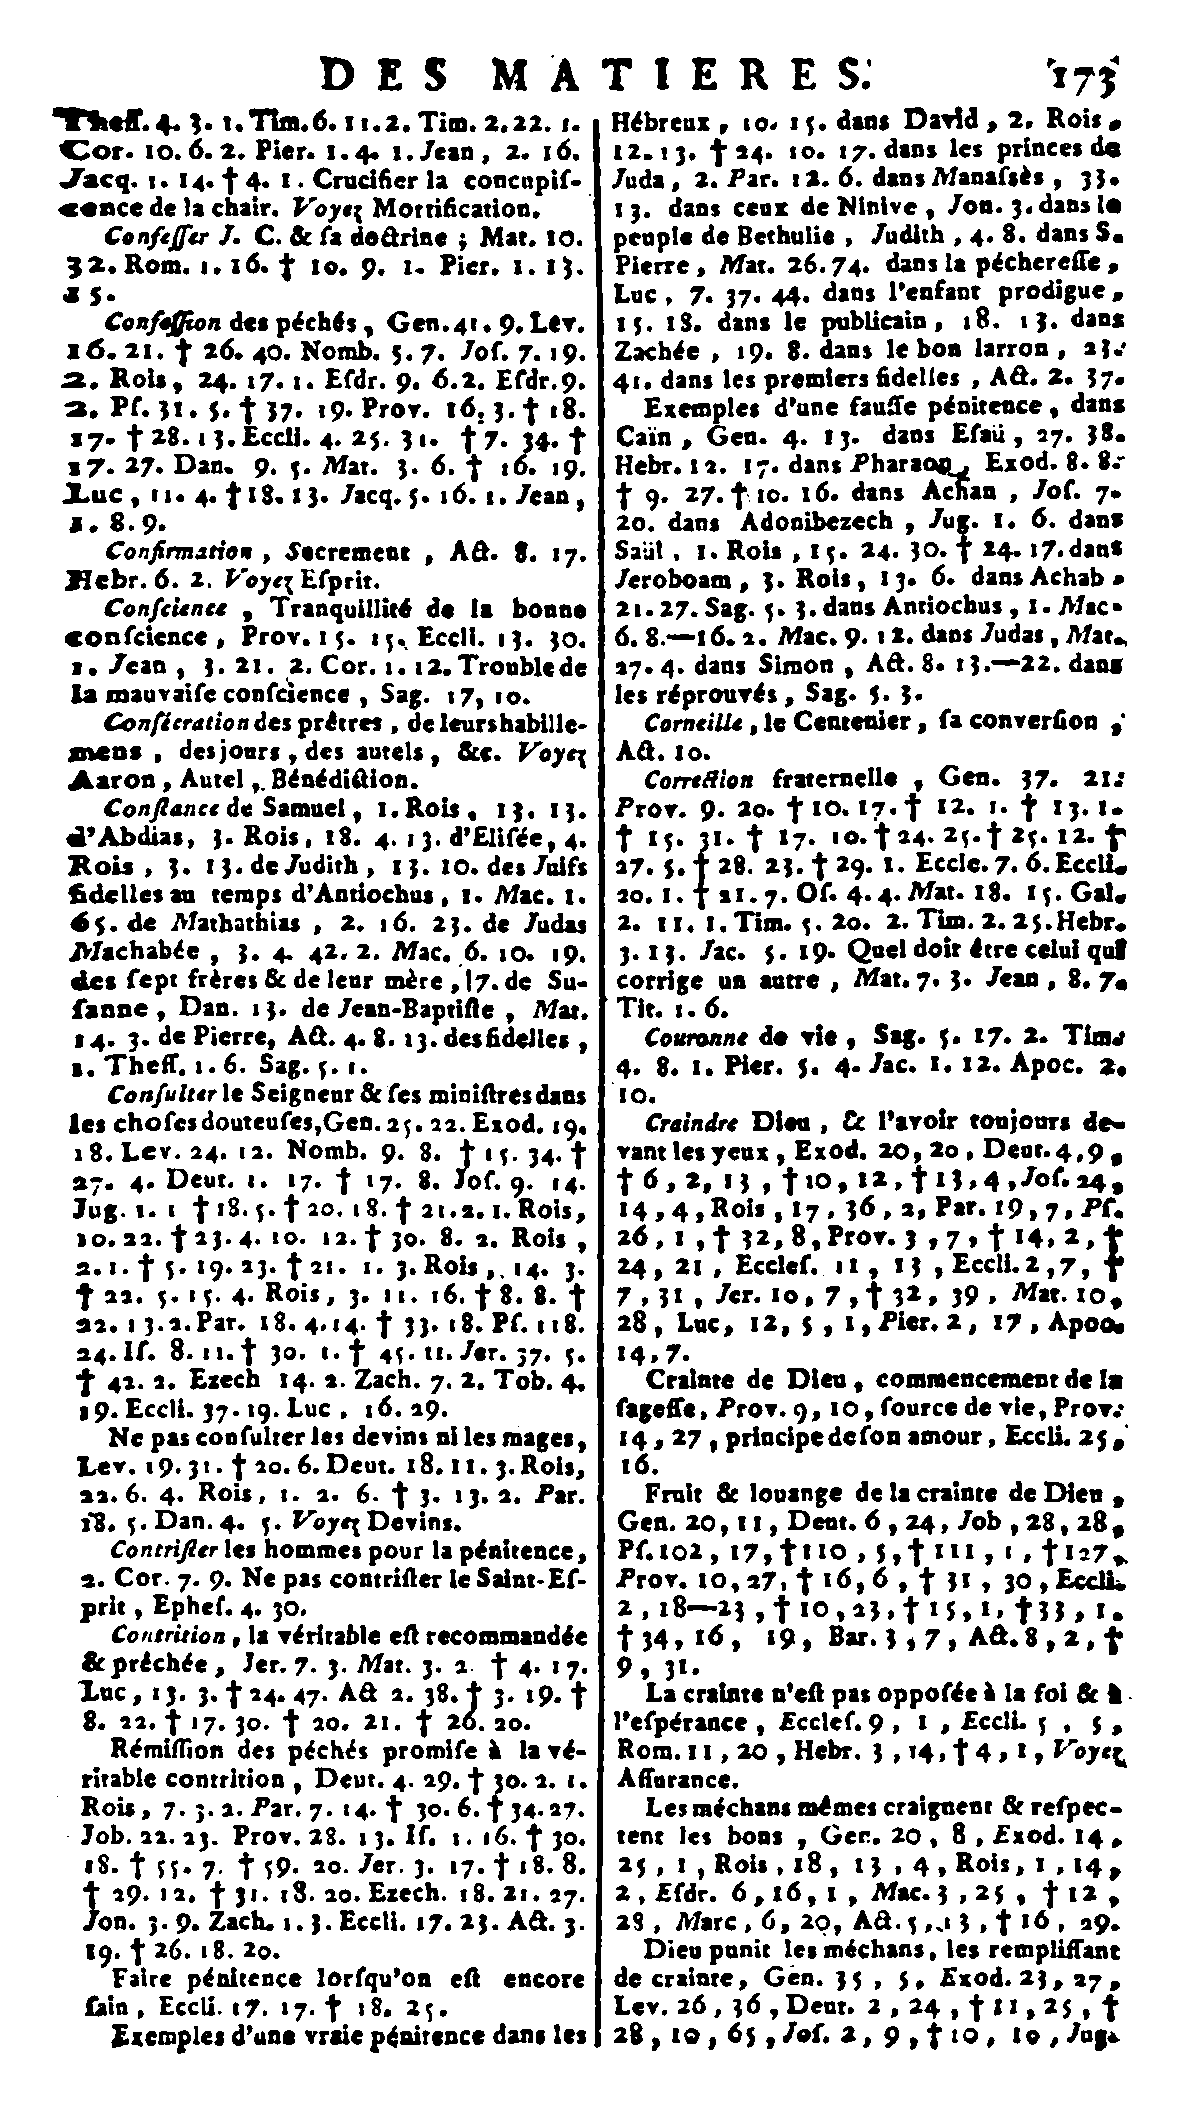 DES MATIERES. 173
Theſſ. 4. 3. 1. Tim. 6. 11. 2. Tim. 2. 22. 1.
Cor. 10. 6. 2. Pier. 1. 4. 1. Jean, 2. 16.
Jacq. 1. 14. † 4. 1. Crucifier la concupiſ-
cence de la chair. Voyez Mortification.
Confeſſer J. C. & ſa doctrine ; Mat. 10.
32. Rom. 1. 16. † 10. 9. 1. Pier. 1. 13.
15.
Confeſſion des péchés, Gen. 41. 9. Lév.
16. 21. † 26. 40. Nomb. 5. 7. Joſ. 7. 19.
2. Rois, 24. 17. 1. Eſdr. 9. 6. 2. Eſdr. 9.
2. Pſ. 31. 5. † 37. 19. Prov. 16. 3. † 18.
17. † 28. 13. Eccli. 4. 25. 31. † 7. 34. †
17. 27. Dan. 9. 5. Mat. 3. 6. † 16. 19.
Luc, 11. 4. † 18. 13. Jacq. 5. 16. 1. Jean,
1. 8. 9.
Confirmation, Sacrement, Act. 8. 17.
Hebr. 6. 2. Voyez Eſprit.
Conſcience, Tranquillité de la bonne
conſcience, Prov. 15. 15. Eccli. 13. 30.
1. Jean, 3. 21. 2. Cor. 1. 12. Trouble de
la mauvaiſe conſcience, Sag. 17, 10.
Conſécration des prêtres, de leurs habille-
mens, des jours, des autels, &c. Voyez
Aaron, Autel, Bénédiction.
Conſtance de Samuel, 1. Rois, 13. 13.
d'Abdias, 3. Rois, 18. 4. 13. d'Eliſée, 4.
Rois, 3. 13. de Judith, 13. 10. des Juifs
fidelles au temps d'Antiochus, 1. Mac. 1.
65. de Mathathias, 2. 16. 23. de Judas
Machabée, 3. 4. 42. 2. Mac. 6. 10. 19.
des ſept frères & de leur mère, 17. de Su-
ſanne, Dan. 13. de Jean-Baptiſte, Mat.
14. 3. de Pierre, Act. 4. 8. 13. des fidelles,
1. Theſſ. 1. 6. Sag. 5. 1.
Conſulter le Seigneur & ſes miniſtres dans
les choſes douteuſes, Gen. 25. 22. Exod. 19.
18. Lev. 24. 12. Nomb. 9. 8. † 15. 34. †
27. 4. Deut. 1. 17. † 17. 8. Joſ. 9. 14.
Jug. 1. 1 † 18. 5. † 20. 18. † 21. 2. 1. Rois,
10. 22. † 23. 4. 10. 12. † 30. 8. 2. Rois,
2. 1. † 5. 19. 23. † 21. 1. 3. Rois, 14. 3.
† 22. 5. 15. 4. Rois, 3. 11. 16. † 8. 8. †
22. 13. 2. Par. 18. 4. 14. † 33. 18. Pſ. 118.
24. Iſ. 8. 11. † 30. 1. † 45. 11. Jer. 37. 5.
† 42. 2. Ezech 14. 2. Zach. 7. 2. Tob. 4.
19. Eccli. 37. 19. Luc, 16. 29.
Ne pas conſulter les devins ni les mages,
Lev. 19. 31. † 20. 6. Deut. 18. 11. 3. Rois,
22. 6. 4. Rois, 1. 2. 6. † 3. 13. 2. Par.
18. 5. Dan. 4. 5. Voyez Devins.
Contriſter les hommes pour la pénitence,
2. Cor. 7. 9. Ne pas contriſter le Saint-Eſ-
prit, Epheſ. 4. 30.
Contrition, la véritable eſt recommandée
& prêchée, Jer. 7. 3. Mat. 3. 2 † 4. 17.
Luc, 13. 3. † 24. 47. Act 2. 38. † 3. 19. †
8. 22. † 17. 30. † 20. 21. † 26. 20.
Rémiſſion des péchés promiſe à la vé-
ritable contrition, Deut. 4. 29. † 30. 2. 1.
Rois, 7. 3. 2. Par. 7. 14. † 30. 6. † 34. 27.
Job. 22. 23. Prov. 28. 13. Iſ. 1. 16. † 30.
18. † 55. 7. † 59. 20. Jer. 3. 17. † 18. 8.
† 29. 12. † 31. 18. 20. Ezech. 18. 21. 27.
Jon. 3. 9. Zach. 1. 3. Eccli. 17. 23. Act. 3.
19. † 26. 18. 20.
Faire pénitence lorſqu'on eſt encore
ſain, Eccli. 17. 17. † 18. 25.
Exemples d'une vraie pénitence dans les
Hébreux, 10. 15. dans David, 2. Rois,
12. 13. † 24. 10. 17. dans les princes de
Juda, 2. Par. 12. 6. dans Manaſsès, 33.
13. dans ceux de Ninive, Jon. 3. dans le
peuple de Bethulie, Judith, 4. 8. dans S.
Pierre, Mat. 26. 74. dans la péchereſſe,
Luc, 7. 37. 44. dans l'enfant prodigue,
15. 18. dans le publicain, 18. 13. dans
Zachée, 19. 8. dans le bon larron, 23.
41. dans les premiers fidelles, Act. 2. 37.
Exemples d'une fauſſe pénitence, dans
Caïn, Gen. 4. 13. dans Eſaü, 27. 38.
Hebr. 12. 17. dans Pharaon, Exod. 8. 8.
† 9. 27. † 10. 16. dans Achan, Joſ. 7.
20. dans Adonibezech, Jug. 1. 6. dans
Saül, 1. Rois, 15. 24. 30. † 24. 17. dans
Jeroboam, 3. Rois, 13. 6. dans Achab,
21. 27. Sag. 5. 3. dans Antiochus, 1. Mac.
6. 8.—16. 2. Mac. 9. 12. dans Judas, Mat.
27. 4. dans Simon, Act. 8. 13.—22. dans
les réprouvés, Sag. 5. 3.
Corneille, le Centenier, ſa converſion,
Act. 10.
Correction fraternelle, Gen. 37. 21.
Prov. 9. 20. † 10. 17. † 12. 1. † 13. 1.
† 15. 31. † 17. 10. † 24. 25. † 25. 12. †
27. 5. † 28. 23. † 29. 1. Eccle. 7. 6. Eccli.
20. 1. † 21. 7. Oſ. 4. 4. Mat. 18. 15. Gal.
2. 11. 1. Tim. 5. 20. 2. Tim. 2. 25. Hebr.
3. 13. Jac. 5. 19. Quel doit être celui qui
corrige un autre, Mat. 7. 3. Jean, 8. 7.
Tit. 1. 6.
Couronne de vie, Sag. 5. 17. 2. Tim.
4. 8. 1. Pier. 5. 4. Jac. 1. 12. Apoc. 2.
10.
Craindre Dieu, & l'avoir toujours de-
vant les yeux, Exod. 20, 20, Deut. 4, 9,
† 6, 2, 13, † 10, 12, † 13, 4, Joſ. 24,
14, 4, Rois, 17, 36, 2, Par. 19, 7, Pſ.
26, 1, † 32, 8, Prov. 3, 7, † 14, 2, †
24, 21, Eccleſ. 11, 13, Eccli. 2, 7, †
7, 31, Jer. 10, 7, † 32, 39, Mat. 10,
28, Luc, 12, 5, 1, Pier. 2, 17, Apoc.
14, 7.
Crainte de Dieu, commencement de la
ſageſſe, Prov. 9, 10, ſource de vie, Prov.
14, 27, principe de ſon amour, Eccli. 25,
16.
Fruit & louange de la crainte de Dieu,
Gen. 20, 11, Deut. 6, 24, Job, 28, 28,
Pſ. 102, 17, † 110, 5, † 111, 1, † 127,
Prov. 10, 27, † 16, 6, † 31, 30, Eccli.
2, 18—23, † 10, 23, † 15, 1, † 33, 1.
† 34, 16, 19, Bar. 3, 7, Act. 8, 2, †
9, 31.
La crainte n'eſt pas oppoſée à la foi & à
l'eſpérance, Eccleſ. 9, 1, Eccli. 5, 5,
Rom. 11, 20, Hebr. 3, 14, † 4, 1, Voyez
Aſſurance.
Les méchans mêmes craignent & reſpec-
tent les bons, Gen. 20, 8, Exod. 14,
25, 1, Rois, 18, 13, 4, Rois, 1, 14,
2, Eſdr. 6, 16, 1, Mac. 3, 25, † 12,
28, Marc, 6, 20, Act. 5, 13, † 16, 29.
Dieu punit les méchans, les rempliſſant
de crainte, Gen. 35, 5, Exod. 23, 27,
Lev. 26, 36, Deut. 2, 24, † 11, 25, †
28, 10, 65, Joſ. 2, 9, † 10, 10, Jug.